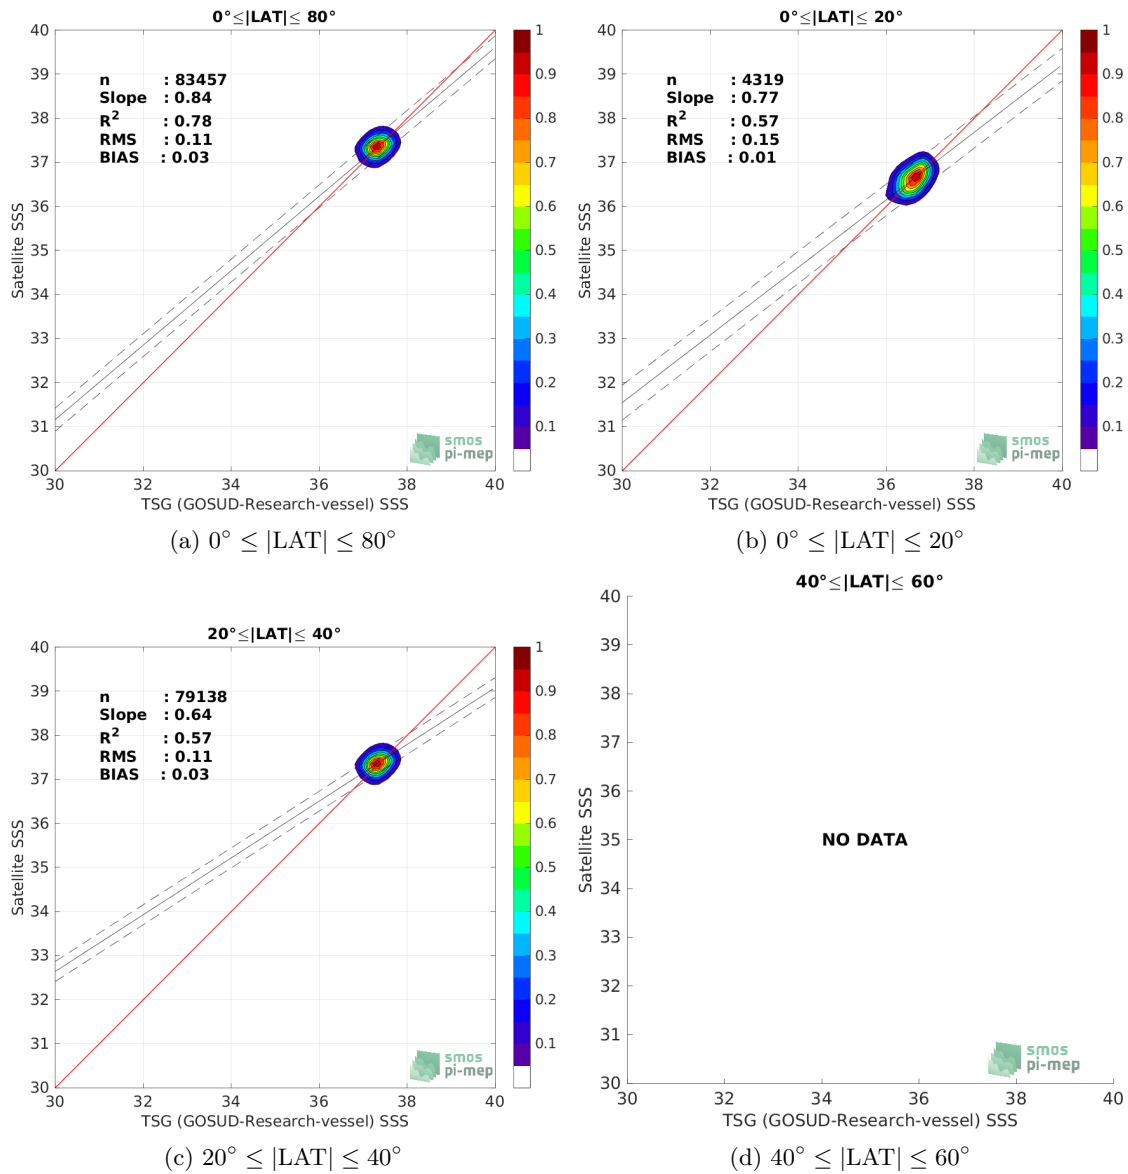 0°≤|LAT|≤ 80°
40
39
38
37
36
35
34
33
32
31
30
Satellite SSS
n : 83457
Slope : 0.84
R² : 0.78
RMS : 0.11
BIAS : 0.03
1
0.9
0.8
0.7
0.6
0.5
0.4
0.3
0.2
0.1
smos
pi-mep
30 32 34 36 38 40
TSG (GOSUD-Research-vessel) SSS
(a) 0° ≤ |LAT| ≤ 80°
0°≤|LAT|≤ 20°
40
39
38
37
36
35
34
33
32
31
30
Satellite SSS
n : 4319
Slope : 0.77
R² : 0.57
RMS : 0.15
BIAS : 0.01
1
0.9
0.8
0.7
0.6
0.5
0.4
0.3
0.2
0.1
smos
pi-mep
30 32 34 36 38 40
TSG (GOSUD-Research-vessel) SSS
(b) 0° ≤ |LAT| ≤ 20°
20°≤|LAT|≤ 40°
40
39
38
37
36
35
34
33
32
31
30
Satellite SSS
n : 79138
Slope : 0.64
R² : 0.57
RMS : 0.11
BIAS : 0.03
1
0.9
0.8
0.7
0.6
0.5
0.4
0.3
0.2
0.1
smos
pi-mep
30 32 34 36 38 40
TSG (GOSUD-Research-vessel) SSS
(c) 20° ≤ |LAT| ≤ 40°
40°≤|LAT|≤ 60°
40
39
38
37
36
35
34
33
32
31
30
Satellite SSS
NO DATA
smos
pi-mep
30 32 34 36 38 40
TSG (GOSUD-Research-vessel) SSS
(d) 40° ≤ |LAT| ≤ 60°